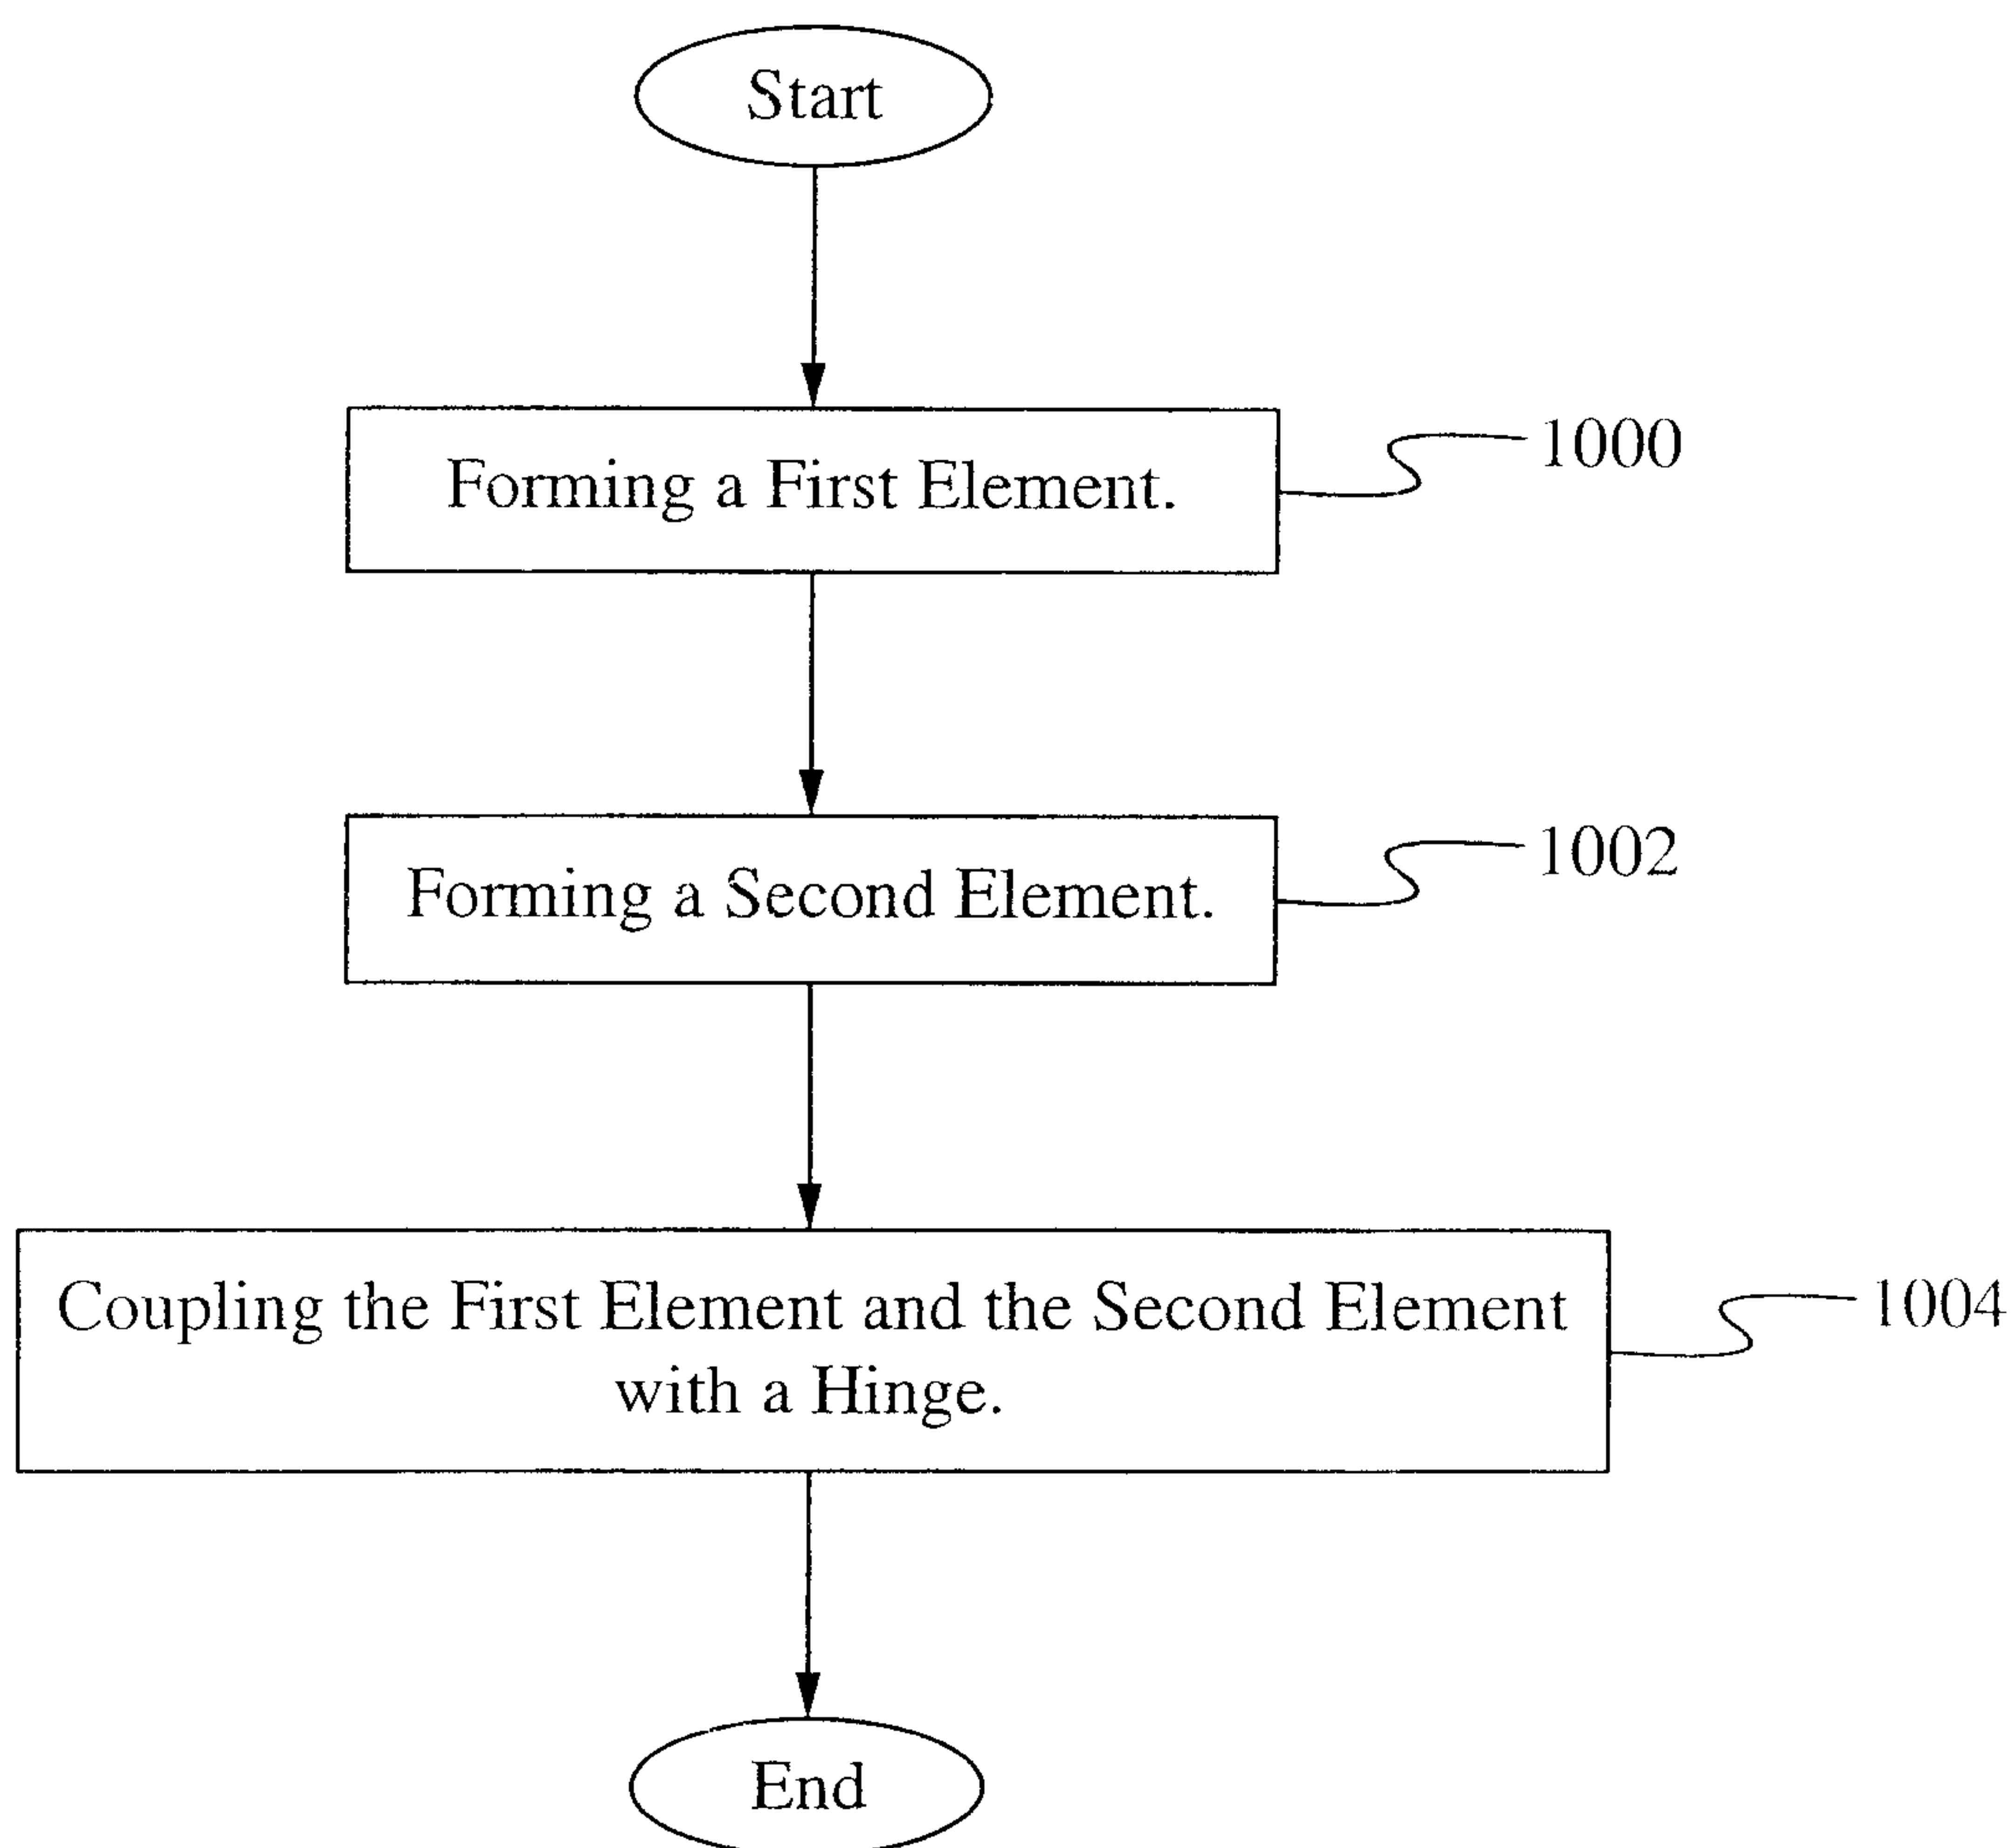 Start
Forming a First Element.
1000
Forming a Second Element.
1002
Coupling the First Element and the Second Element
with a Hinge.
1004
End